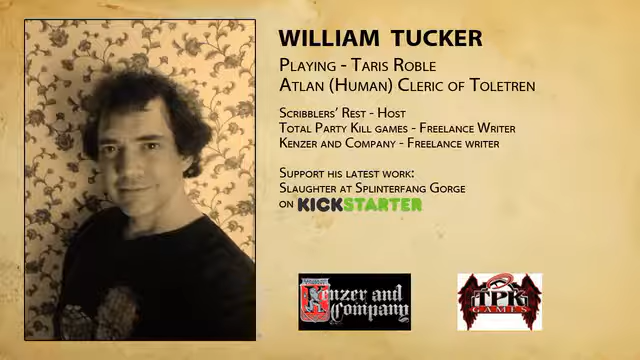 WILLIAM TUCKER
PLAYING - TARIS ROBLE
ATLAN (HUMAN) CLERIC OF TOLETREN
SCRIBBLERS' REST - HOST
TOTAL PARTY KILL GAMES - FREELANCE WRITER
KENZER AND COMPANY - FREELANCE WRITER
SUPPORT HIS LATEST WORK:
SLAUGHTER AT SPLINTERFANG GORGE
ON KICKSTARTER
Kenzer and
Company
TPK
GAMES